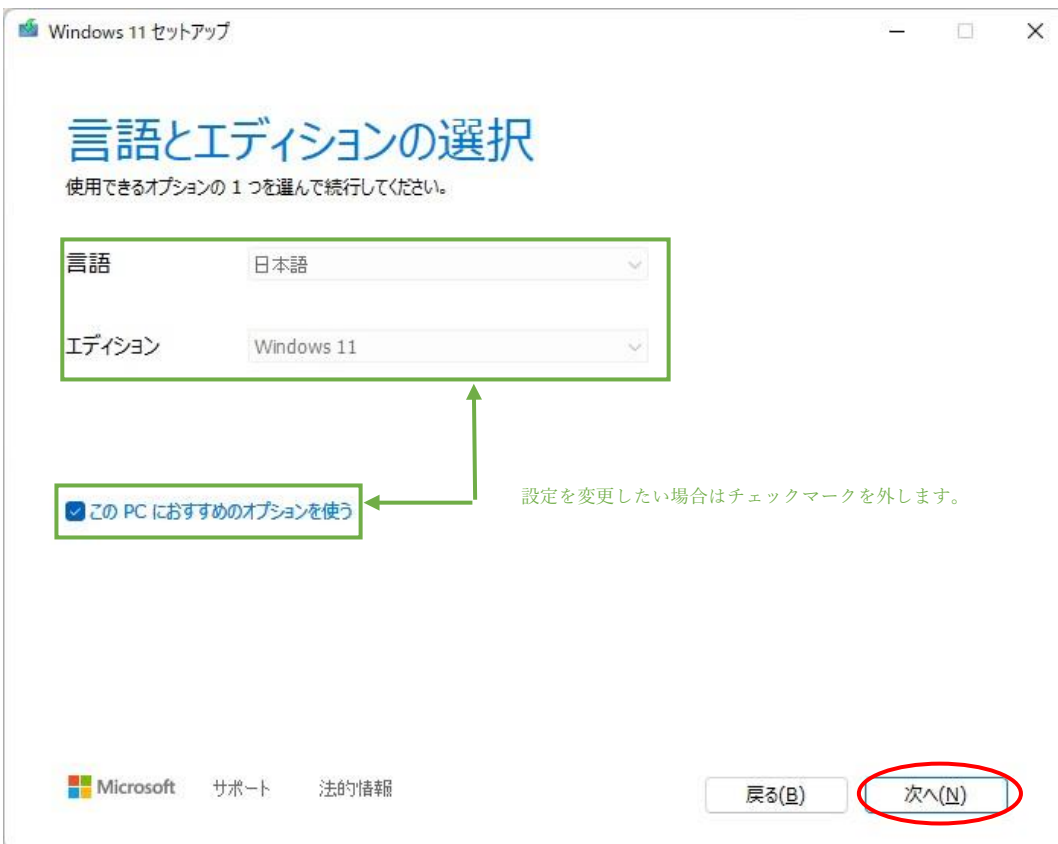 Windows 11 セットアップ
言語とエディションの選択
使用できるオプションの 1 つを選んで続行してください。
言語
日本語
エディション
Windows 11
設定を変更したい場合はチェックマークを外します。
この PC におすすめのオプションを使う
Microsoft サポート 法的情報
戻る(B) 次へ(N)